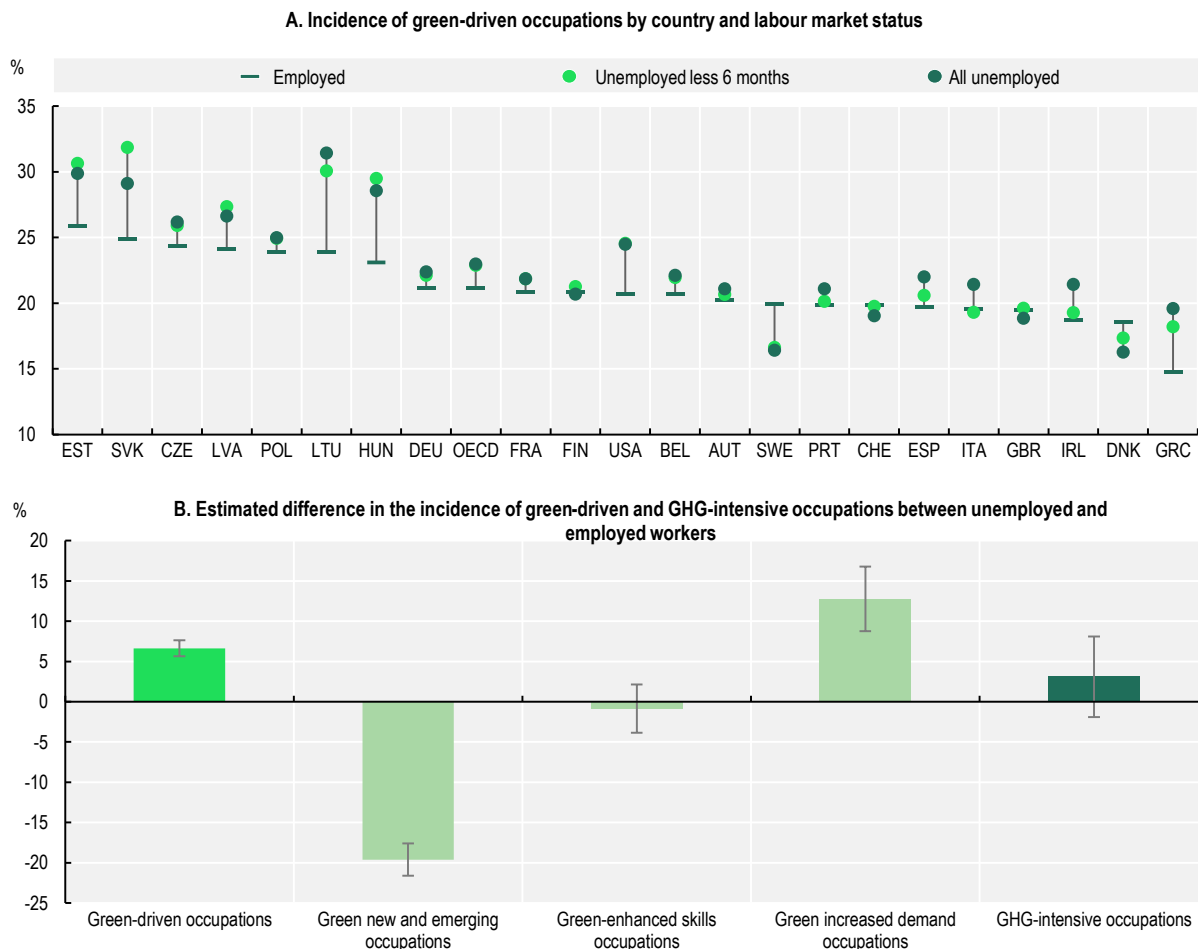 A. Incidence of green-driven occupations by country and labour market status
%
Employed
Unemployed less 6 months
All unemployed
35
30
25
20
15
10
EST SVK CZE LVA POL LTU HUN DEU OECD FRA FIN USA BEL AUT SWE PRT CHE ESP ITA GBR IRL DNK GRC
%
B. Estimated difference in the incidence of green-driven and GHG-intensive occupations between unemployed and
employed workers
20
15
10
5
0
-5
-10
-15
-20
-25
Green-driven occupations
Green new and emerging
occupations
Green-enhanced skills
occupations
Green increased demand
occupations
GHG-intensive occupations